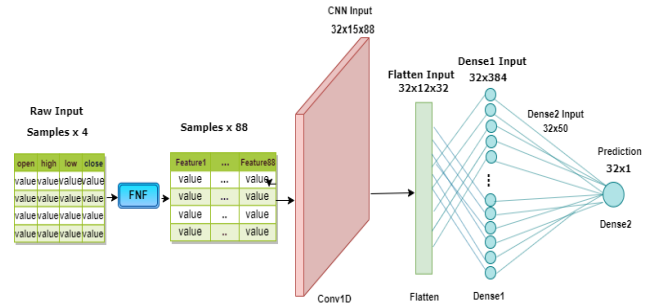 CNN Input
32x15x88
Dense1 Input
32x384
Flatten Input
32x12x32
Raw Input
Samples x 4
Samples x 88
Dense2 Input
32x50
Prediction
32x1
open high low close
value value value value
value value value value
value value value value
value value value value
FNF
Feature1 ... Feature88
value ... value
value ... value
value .. value
value .. value
Dense2
Conv1D
Flatten
Dense1